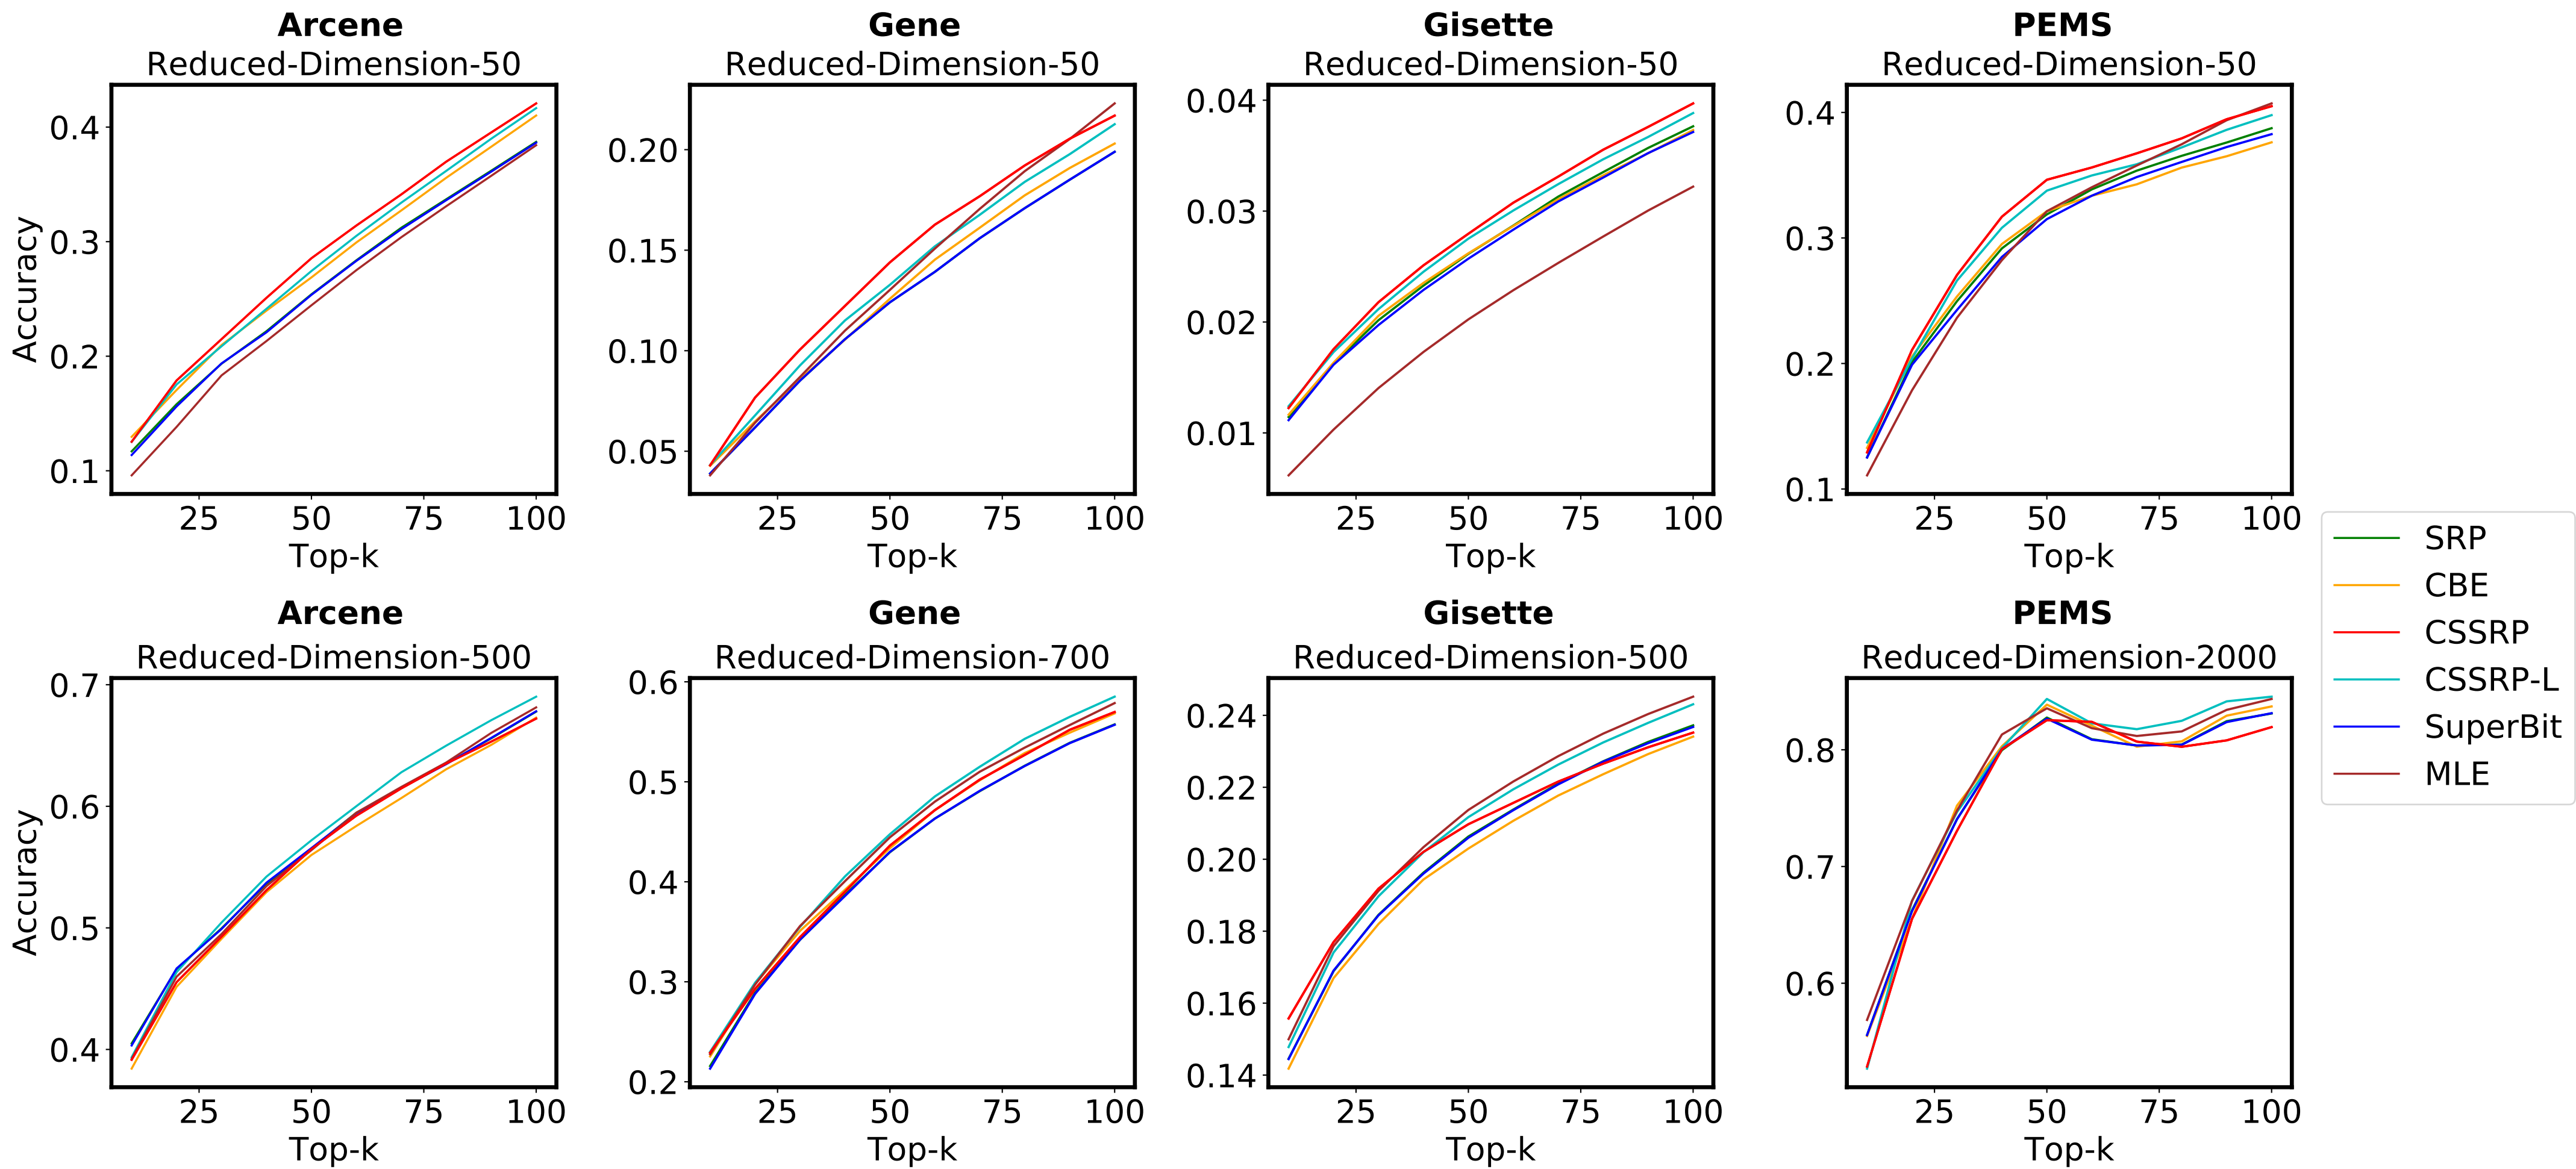 Arcene Gene Gisette PEMS
Reduced-Dimension-50 Reduced-Dimension-50 Reduced-Dimension-50 Reduced-Dimension-50
Accuracy
0.4
0.3
0.2
0.1
25 50 75 100
Top-k
0.20
0.15
0.10
0.05
25 50 75 100
Top-k
0.04
0.03
0.02
0.01
25 50 75 100
Top-k
0.4
0.3
0.2
0.1
25 50 75 100
Top-k
SRP
CBE
CSSRP
CSSRP-L
SuperBit
MLE
Arcene Gene Gisette PEMS
Reduced-Dimension-500 Reduced-Dimension-700 Reduced-Dimension-500 Reduced-Dimension-2000
Accuracy
0.7
0.6
0.5
0.4
25 50 75 100
Top-k
0.6
0.5
0.4
0.3
0.2
25 50 75 100
Top-k
0.24
0.22
0.20
0.18
0.16
0.14
25 50 75 100
Top-k
0.8
0.7
0.6
25 50 75 100
Top-k